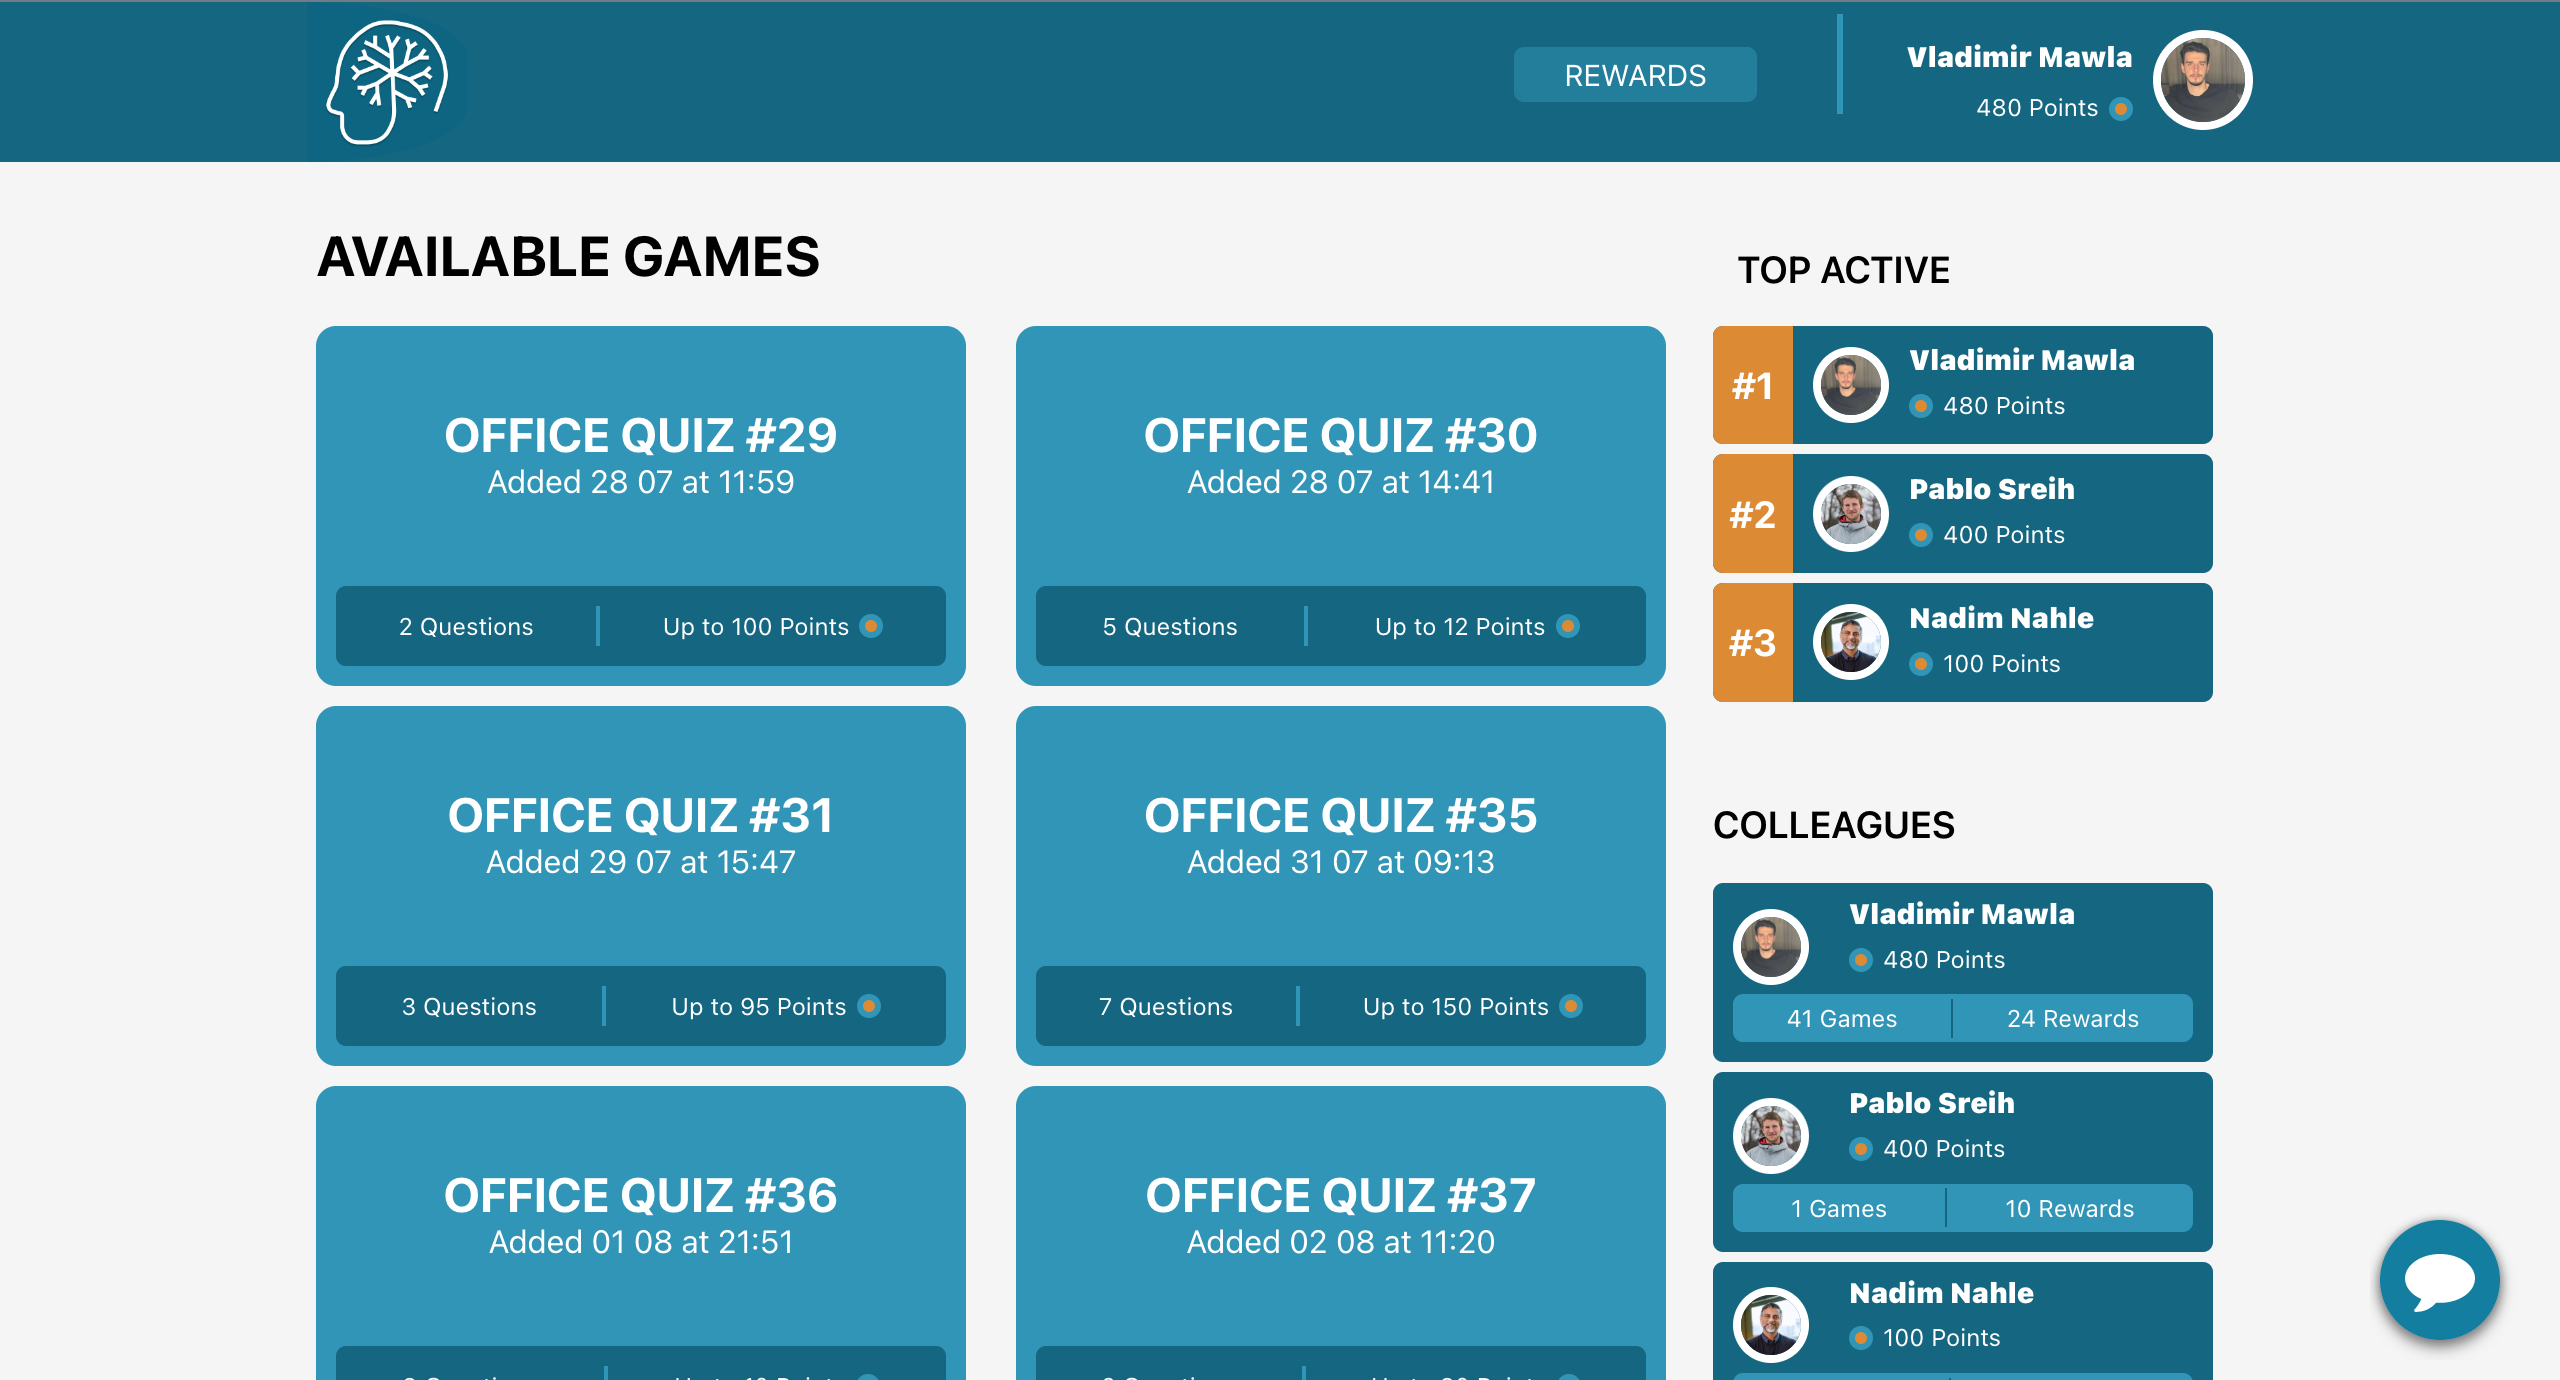 REWARDS
Vladimir Mawla
480 Points
AVAILABLE GAMES
OFFICE QUIZ #29
Added 28 07 at 11:59
2 Questions
Up to 100 Points
OFFICE QUIZ #30
Added 28 07 at 14:41
5 Questions
Up to 12 Points
OFFICE QUIZ #31
Added 29 07 at 15:47
3 Questions
Up to 95 Points
OFFICE QUIZ #35
Added 31 07 at 09:13
7 Questions
Up to 150 Points
OFFICE QUIZ #36
Added 01 08 at 21:51
OFFICE QUIZ #37
Added 02 08 at 11:20
TOP ACTIVE
#1
Vladimir Mawla
480 Points
#2
Pablo Sreih
400 Points
#3
Nadim Nahle
100 Points
COLLEAGUES
Vladimir Mawla
480 Points
41 Games
24 Rewards
Pablo Sreih
400 Points
1 Games
10 Rewards
Nadim Nahle
100 Points